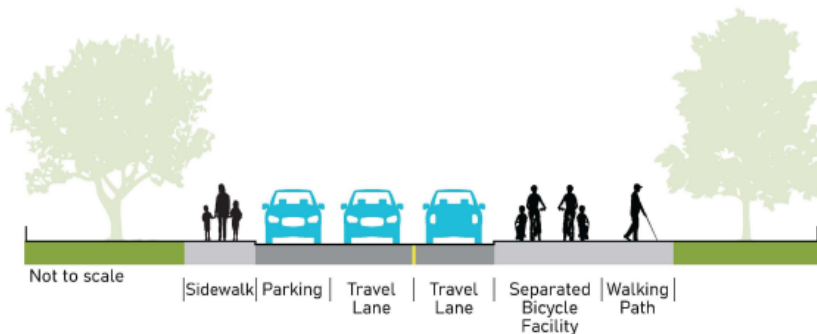 Not to scale
Sidewalk
Parking
Travel
Lane
Travel
Lane
Separated
Bicycle
Facility
Walking
Path